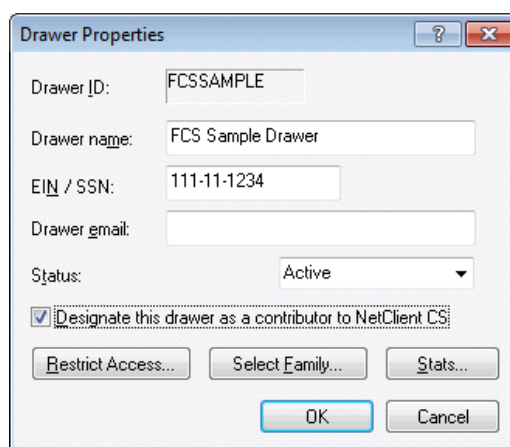 Drawer Properties
Drawer ID: FCSSAMPLE
Drawer name: FCS Sample Drawer
EIN / SSN: 111-11-1234
Drawer email:
Status: Active
Designate this drawer as a contributor to NetClient CS
Restrict Access... Select Family... Stats...
OK Cancel